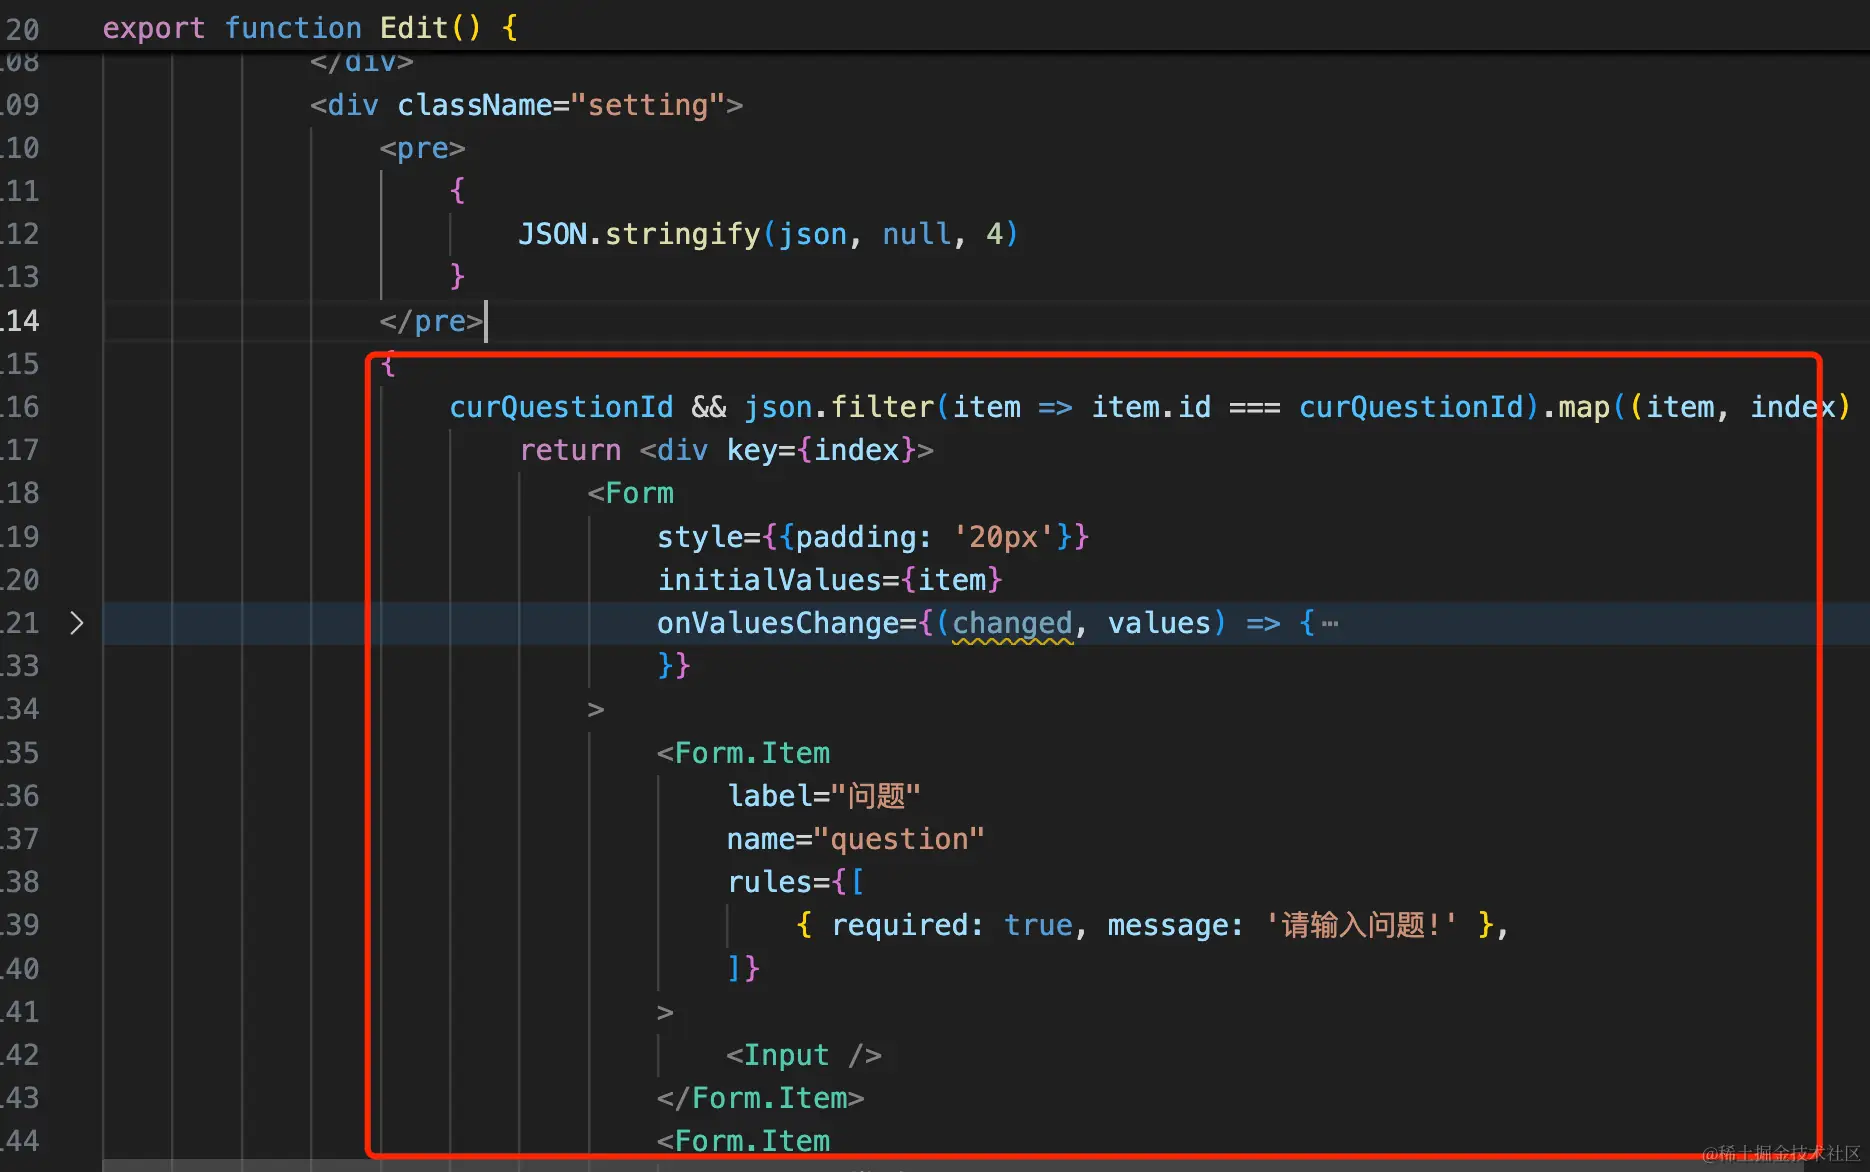 20 export function Edit() {
108 </div>
109 <div className="setting">
110 <pre>
111 {
112 JSON.stringify(json, null, 4)
113 }
114 </pre>
115 {
116 curQuestionId && json.filter(item => item.id === curQuestionId).map((item, index)
117 return <div key={index}>
118 <Form
119 style={{padding: '20px'}}
120 initialValues={item}
121 onValuesChange={(changed, values) => {…
133 }}
134 >
135 <Form.Item
136 label="问题"
137 name="question"
138 rules={[
139 { required: true, message: '请输入问题!' },
140 ]}
141 >
142 <Input />
143 </Form.Item>
144 <Form.Item
@稀土掘金技术社区